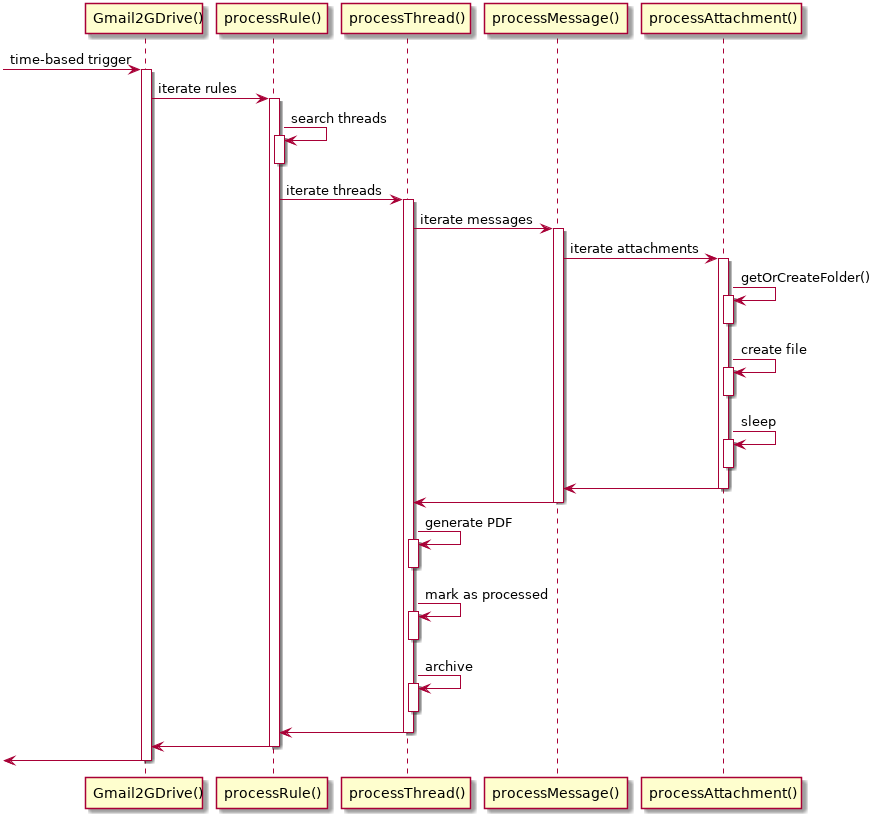 Gmail2GDrive()
processRule()
processThread()
processMessage()
processAttachment()
time-based trigger
iterate rules
search threads
iterate threads
iterate messages
iterate attachments
getOrCreateFolder()
create file
sleep
generate PDF
mark as processed
archive
Gmail2GDrive()
processRule()
processThread()
processMessage()
processAttachment()